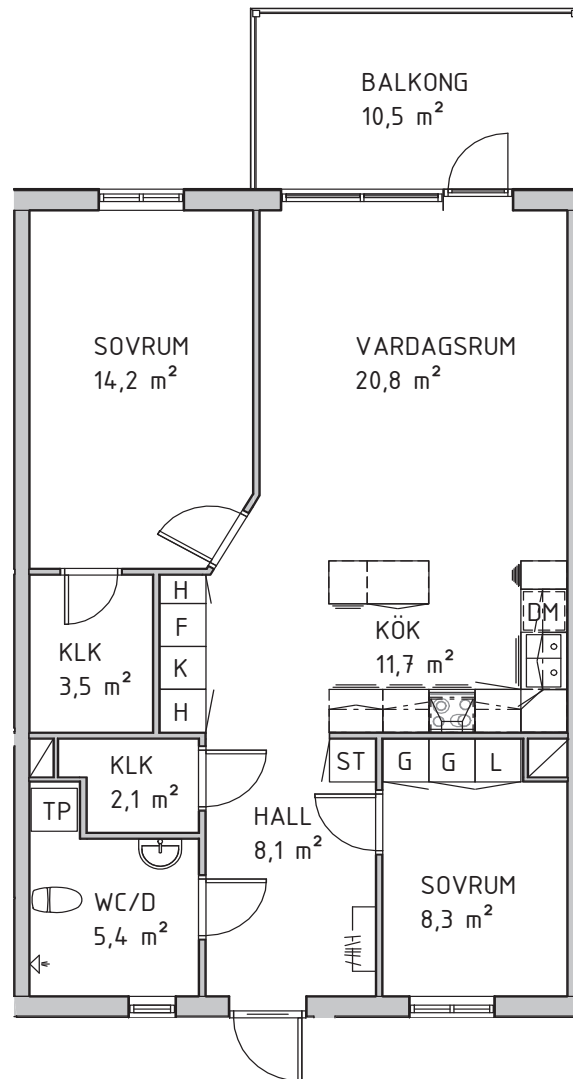 BALKONG
10,5 m²
SOVRUM
14,2 m²
VARDAGSRUM
20,8 m²
H
F
K
H
KLK
3,5 m²
KÖK
11,7 m²
DM
KLK
2,1 m²
TP
ST
G
G
L
HALL
8,1 m²
WC/D
5,4 m²
SOVRUM
8,3 m²